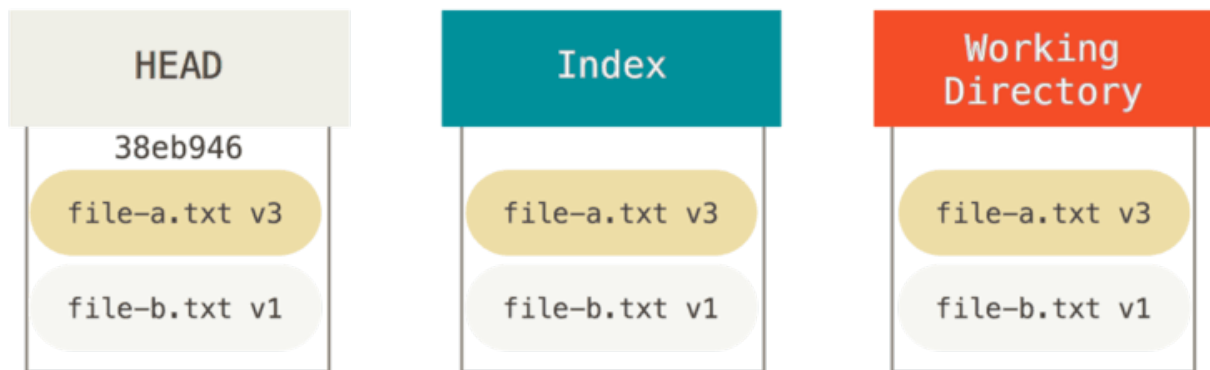 HEAD
Index
Working
Directory
38eb946
file-a.txt v3
file-a.txt v3
file-a.txt v3
file-b.txt v1
file-b.txt v1
file-b.txt v1